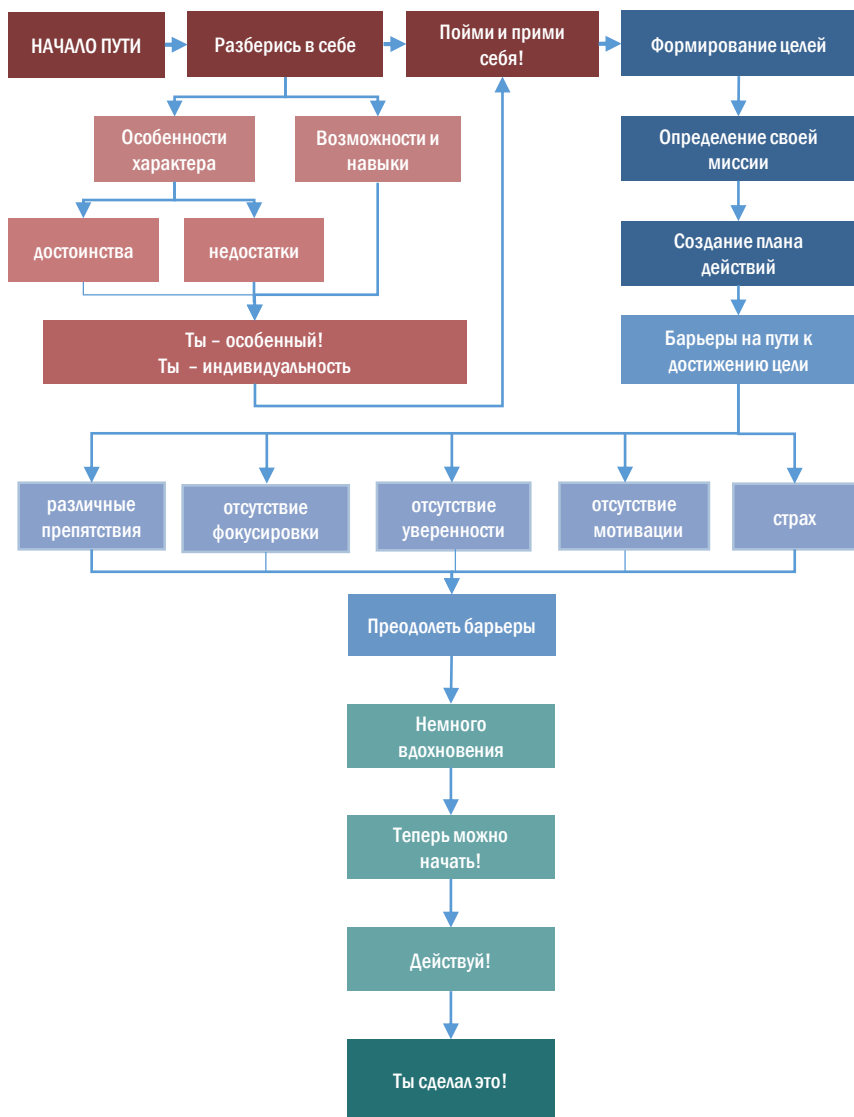 НАЧАЛО ПУТИ
Разберись в себе
Пойми и прими
себя!
Формирование целей
Особенности
характера
Возможности и
навыки
Определение своей
миссии
достоинства
недостатки
Создание плана
действий
Ты – особенный!
Ты – индивидуальность
Барьеры на пути к
достижению цели
различные
препятствия
отсутствие
фокусировки
отсутствие
уверенности
отсутствие
мотивации
страх
Преодолеть барьеры
Немного
вдохновения
Теперь можно
начать!
Действуй!
Ты сделал это!